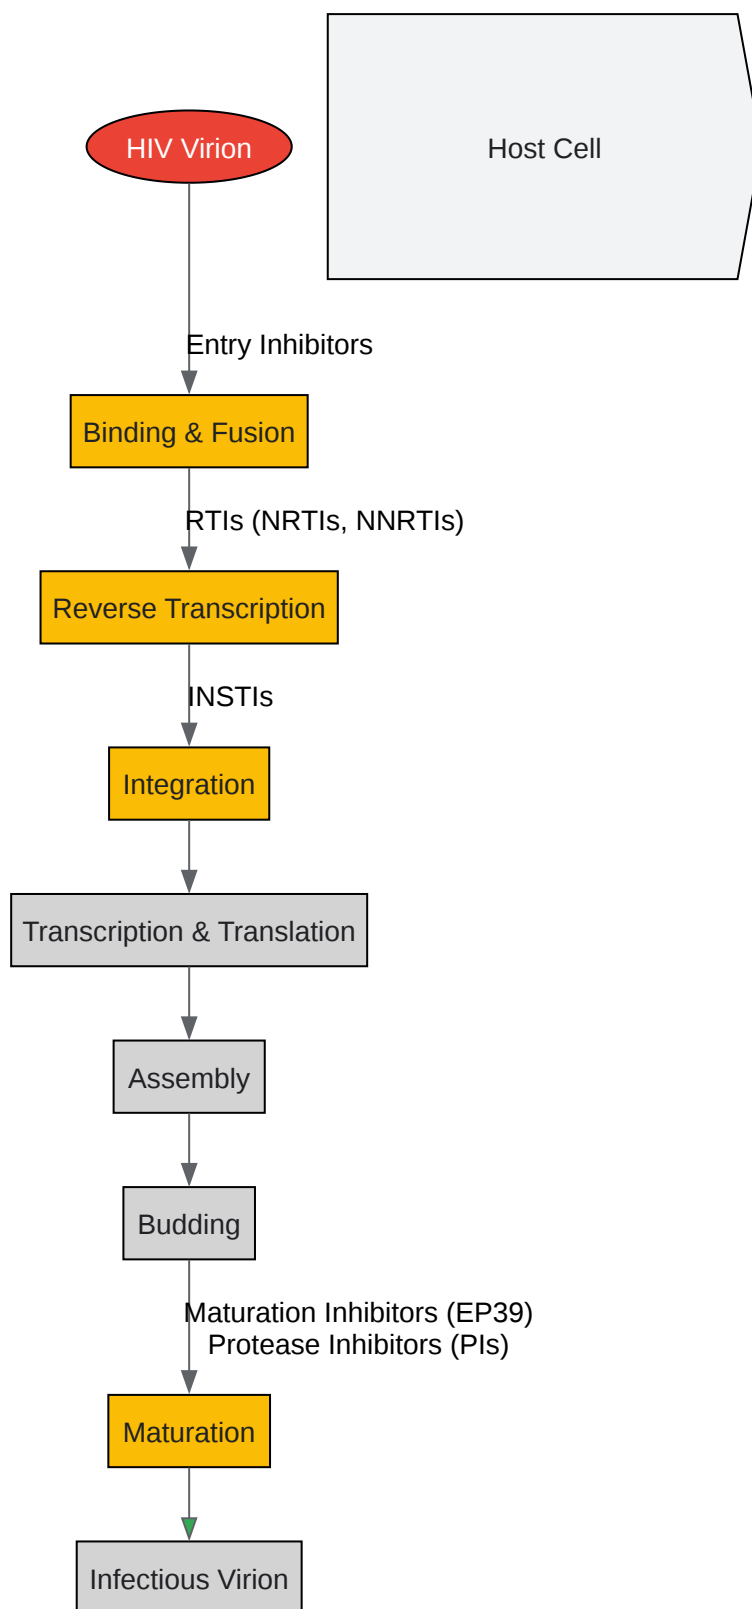 HIV Virion
Host Cell
Entry Inhibitors
Binding & Fusion
RTIs (NRTIs, NNRTIs)
Reverse Transcription
INSTIs
Integration
Transcription & Translation
Assembly
Budding
Maturation Inhibitors (EP39)
Protease Inhibitors (PIs)
Maturation
Infectious Virion